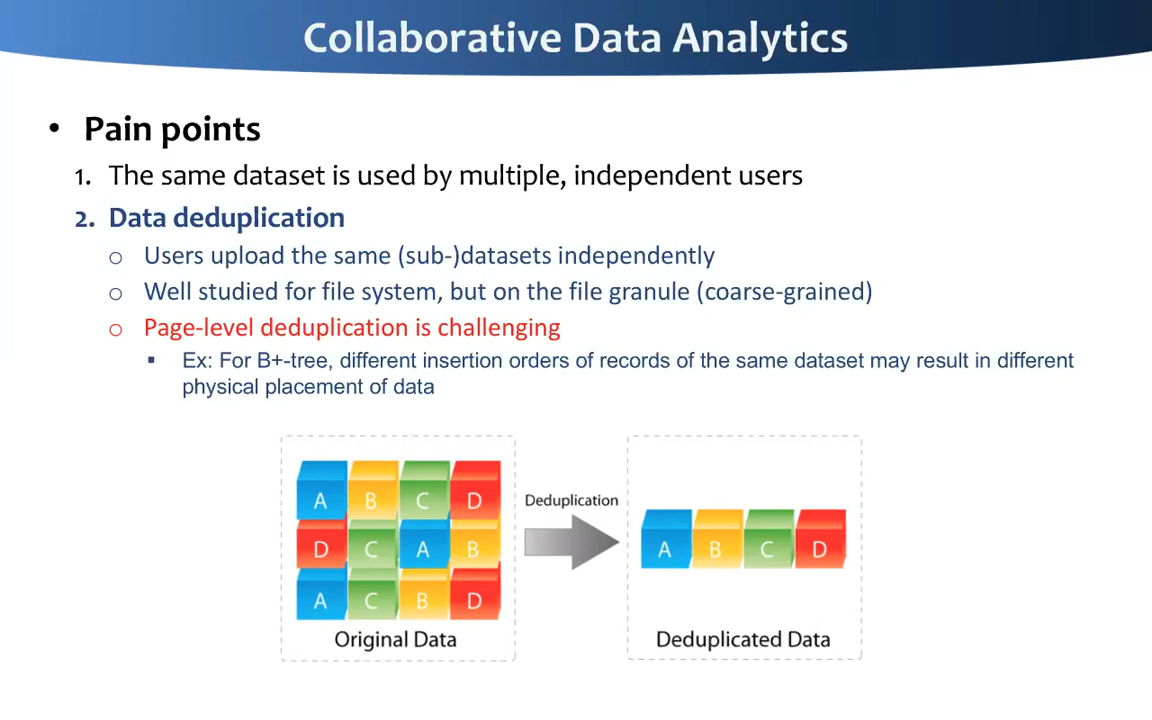 Collaborative Data Analytics
• Pain points
1. The same dataset is used by multiple, independent users
2. Data deduplication
o Users upload the same (sub-)datasets independently
o Well studied for file system, but on the file granule (coarse-grained)
o Page-level deduplication is challenging
▪ Ex: For B+-tree, different insertion orders of records of the same dataset may result in different
physical placement of data
A B C D
D C A B
A C B D
Original Data
Deduplication
A B C D
Deduplicated Data